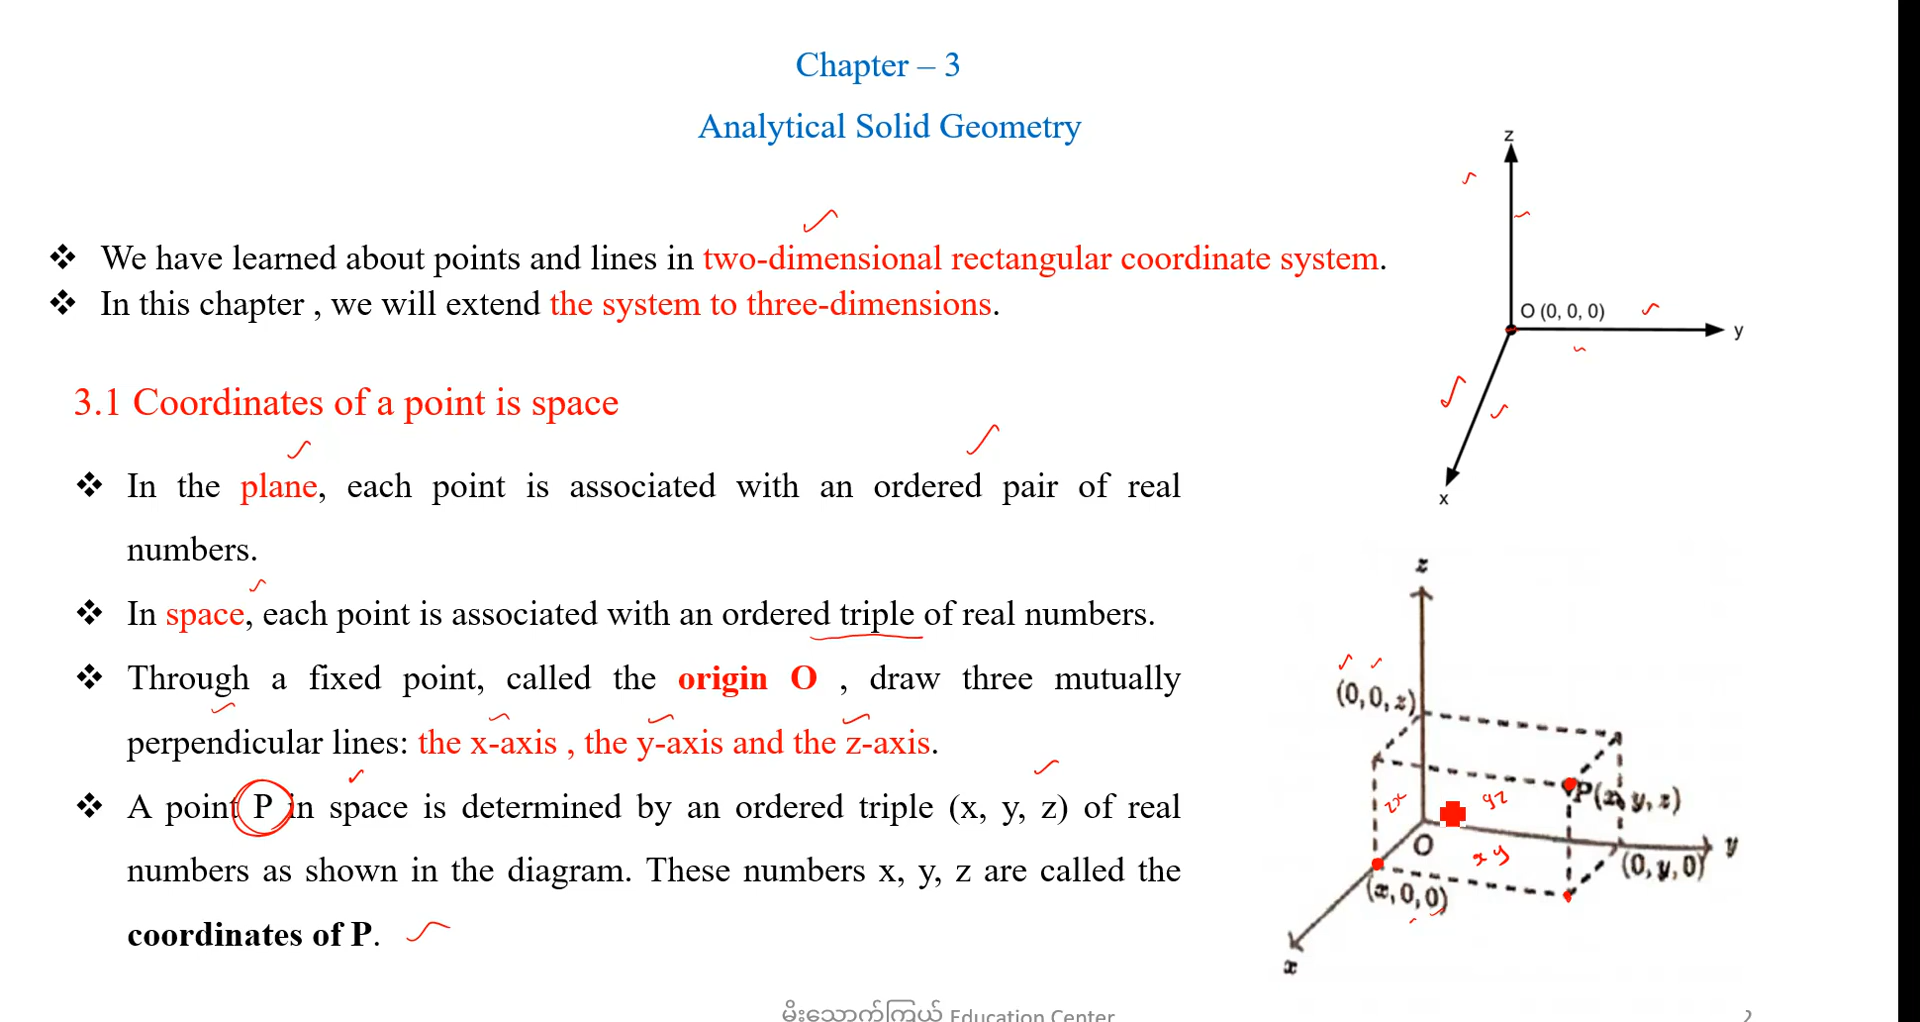 Chapter – 3
Analytical Solid Geometry
❖ We have learned about points and lines in two-dimensional rectangular coordinate system.
❖ In this chapter , we will extend the system to three-dimensions.
3.1 Coordinates of a point is space
❖ In the plane, each point is associated with an ordered pair of real
numbers.
❖ In space, each point is associated with an ordered triple of real numbers.
❖ Through a fixed point, called the origin O , draw three mutually
perpendicular lines: the x-axis , the y-axis and the z-axis.
❖ A point P in space is determined by an ordered triple (x, y, z) of real
numbers as shown in the diagram. These numbers x, y, z are called the
coordinates of P.
z
O (0, 0, 0)
y
x
z
(0, 0, z)
P(x, y, z)
zx
yz
O
xy
y
(0, y, 0)
(x, 0, 0)
x
မိုးသောက်ကြယ် Education Center
2